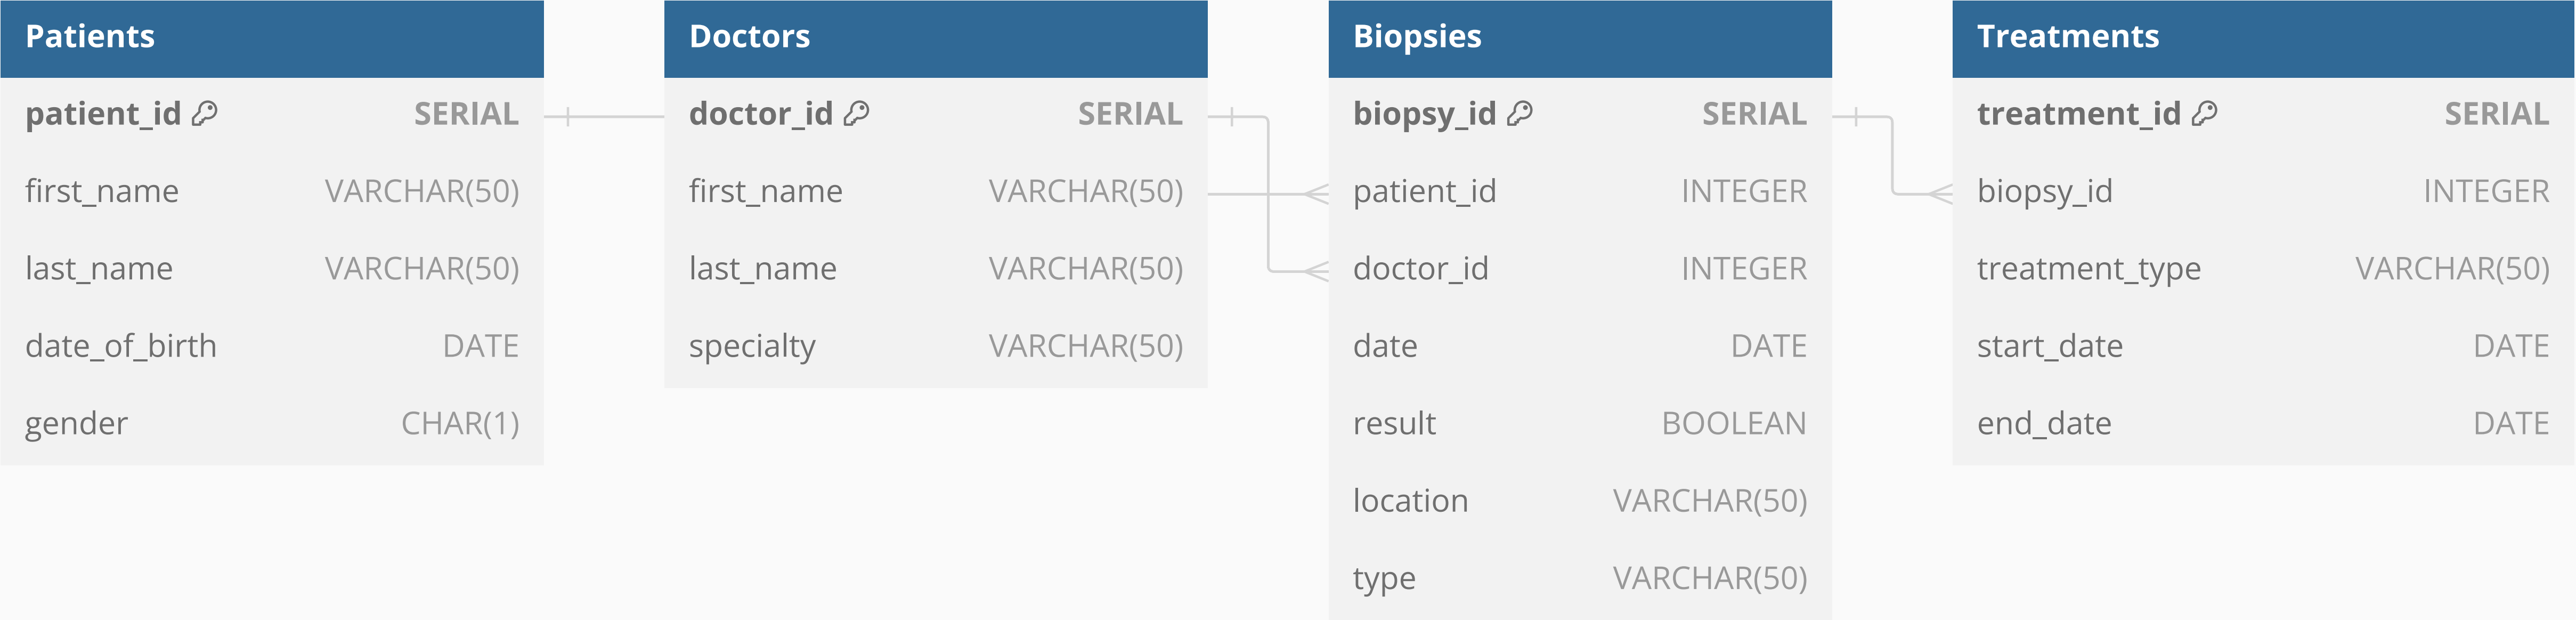 Patients
patient_id SERIAL
first_name VARCHAR(50)
last_name VARCHAR(50)
date_of_birth DATE
gender CHAR(1)
Doctors
doctor_id SERIAL
first_name VARCHAR(50)
last_name VARCHAR(50)
specialty VARCHAR(50)
Biopsies
biopsy_id SERIAL
patient_id INTEGER
doctor_id INTEGER
date DATE
result BOOLEAN
location VARCHAR(50)
type VARCHAR(50)
Treatments
treatment_id SERIAL
biopsy_id INTEGER
treatment_type VARCHAR(50)
start_date DATE
end_date DATE